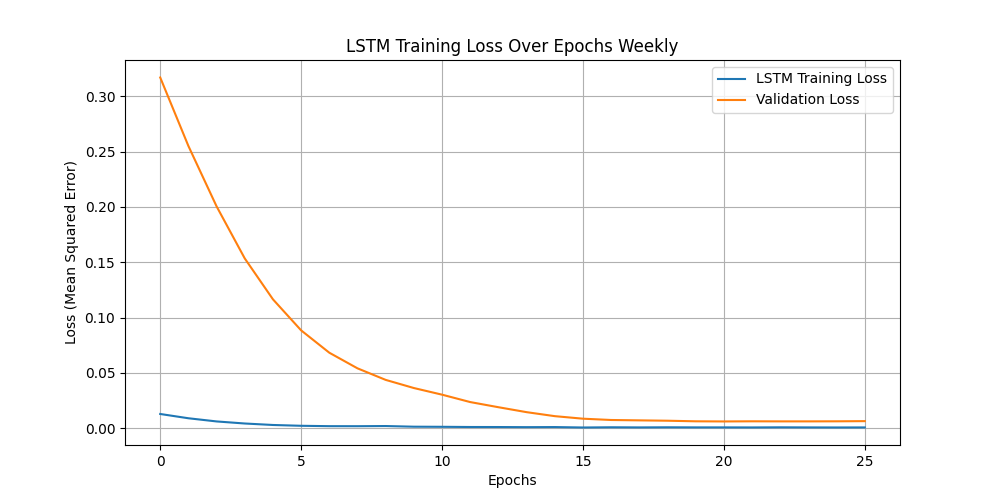 LSTM Training Loss Over Epochs Weekly
LSTM Training Loss
Validation Loss
Loss (Mean Squared Error)
0.30
0.25
0.20
0.15
0.10
0.05
0.00
0 5 10 15 20 25
Epochs